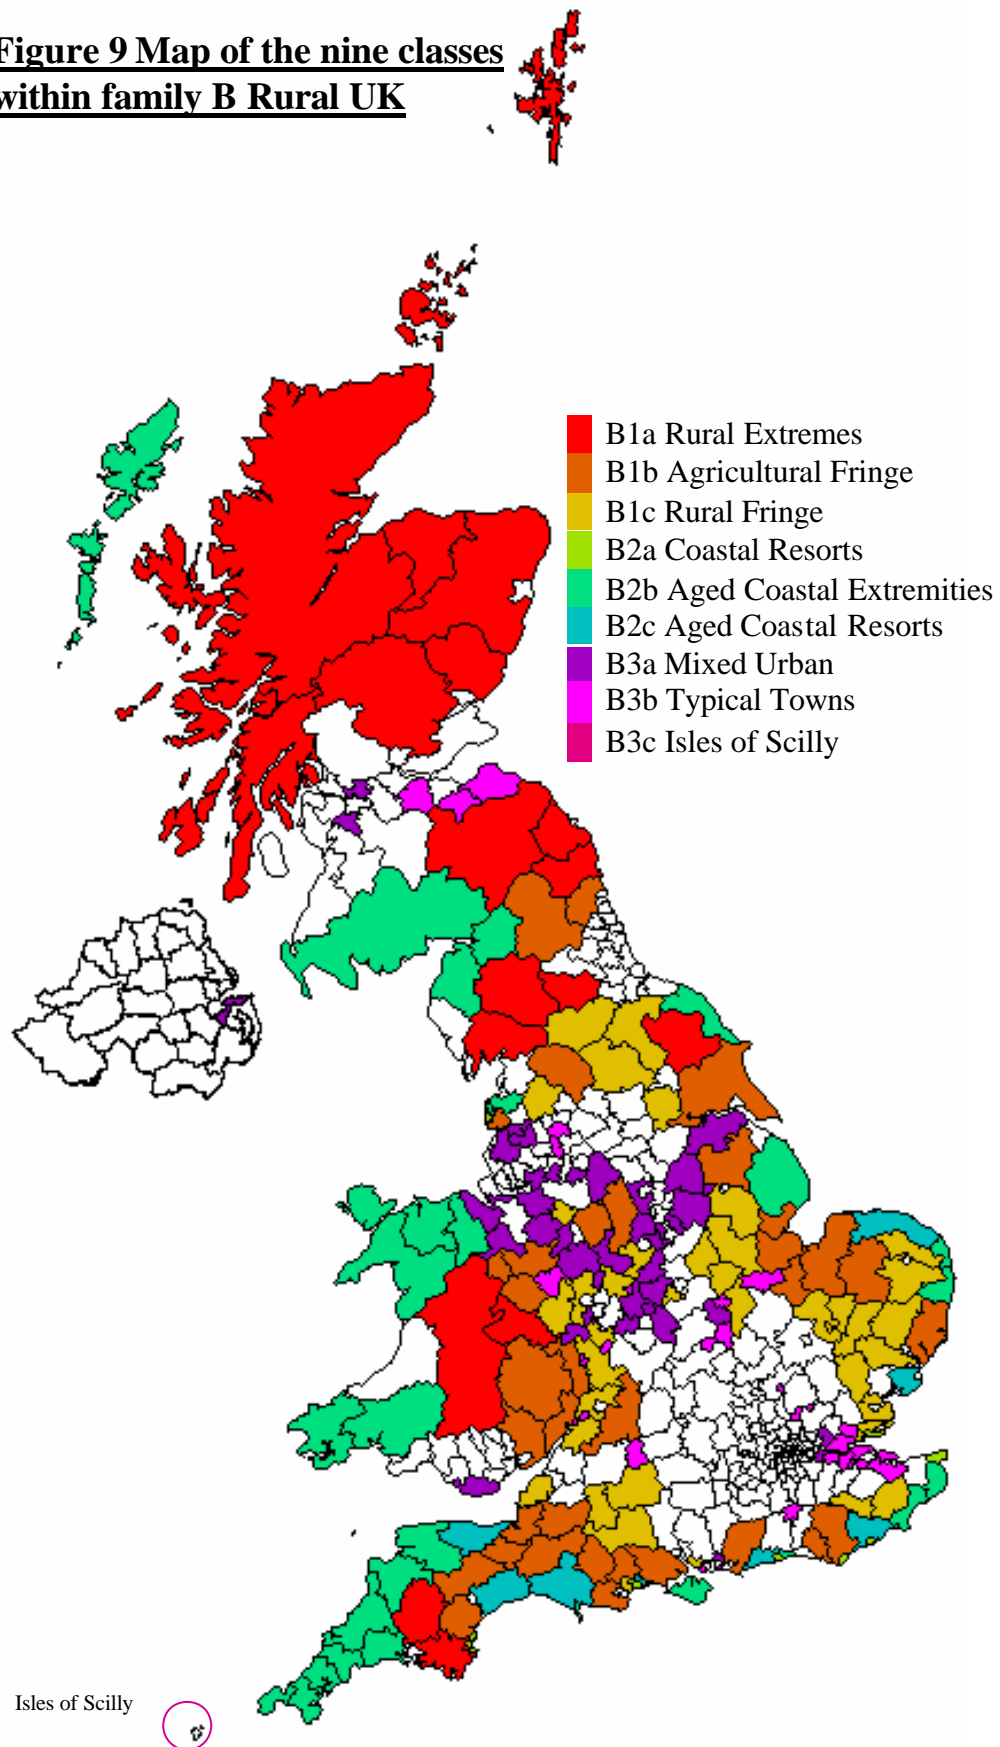 Figure 9 Map of the nine classes
within family B Rural UK
B1a Rural Extremes
B1b Agricultural Fringe
B1c Rural Fringe
B2a Coastal Resorts
B2b Aged Coastal Extremities
B2c Aged Coastal Resorts
B3a Mixed Urban
B3b Typical Towns
B3c Isles of Scilly
Isles of Scilly